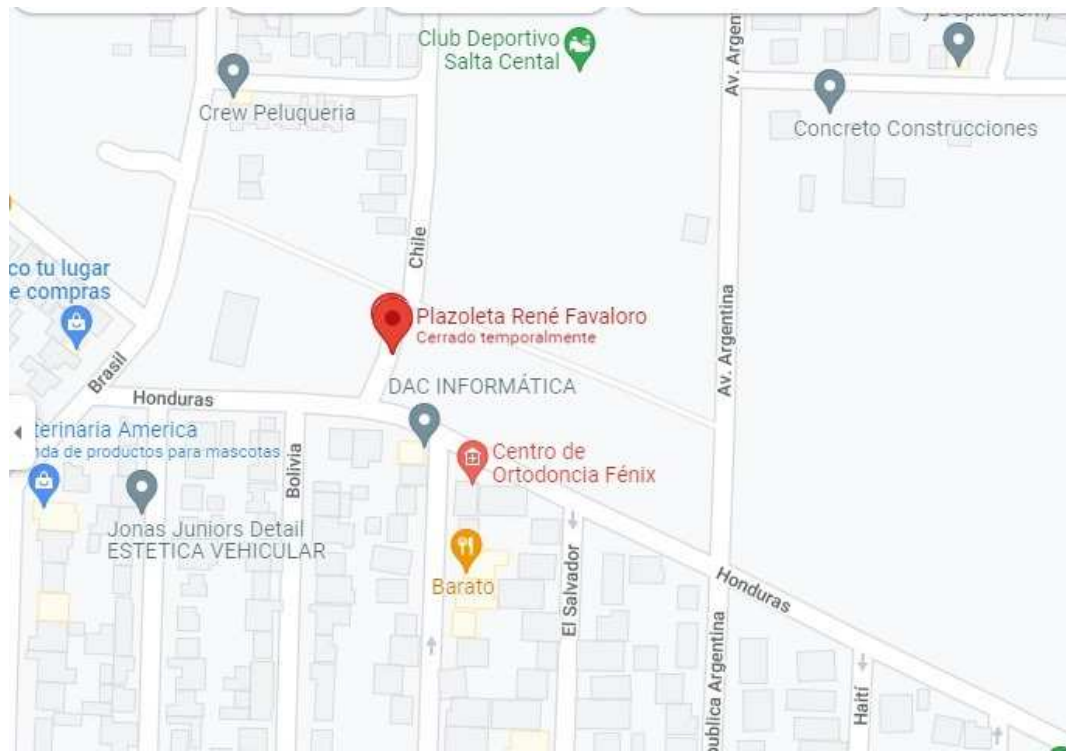 y Depilación,
Club Deportivo
Salta Cental
Av. Argen
Crew Peluqueria
Concreto Construcciones
co tu lugar
e compras
Chile
Plazoleta René Favaloro
Cerrado temporalmente
Av. Argentina
Brasil
DAC INFORMÁTICA
Honduras
terinaria America
nda de productos para mascotas
Bolivia
Centro de
Ortodoncia Fénix
Jonas Juniors Detail
ESTETICA VEHICULAR
Barato
El Salvador
Honduras
publica Argentina
Haití